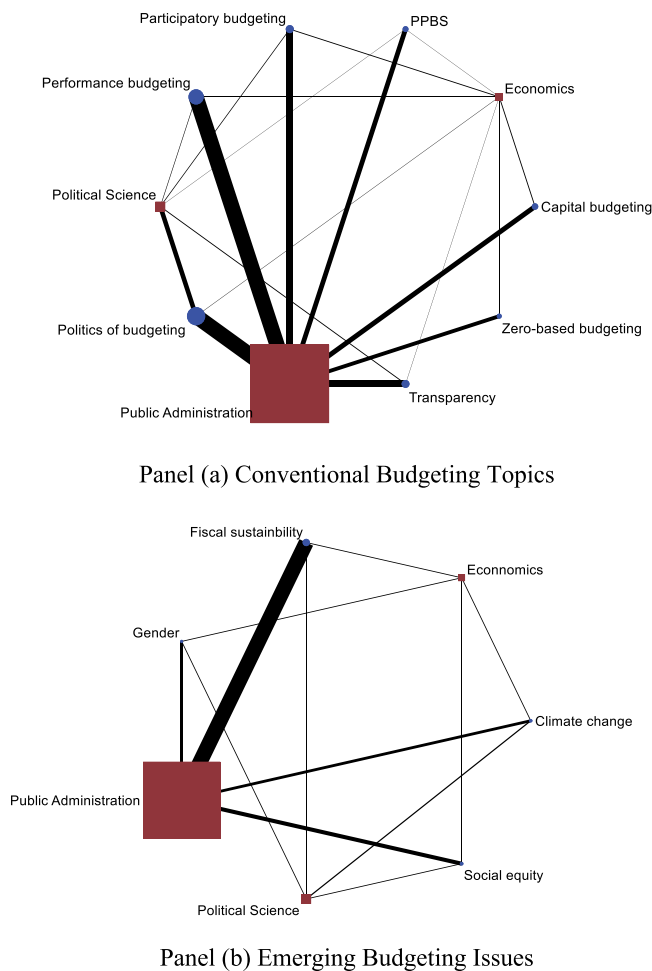 Participatory budgeting
PPBS
Performance budgeting
Economics
Political Science
Capital budgeting
Politics of budgeting
Zero-based budgeting
Transparency
Public Administration
Panel (a) Conventional Budgeting Topics
Fiscal sustainbility
Econnomics
Gender
Climate change
Public Administration
Social equity
Political Science
Panel (b) Emerging Budgeting Issues